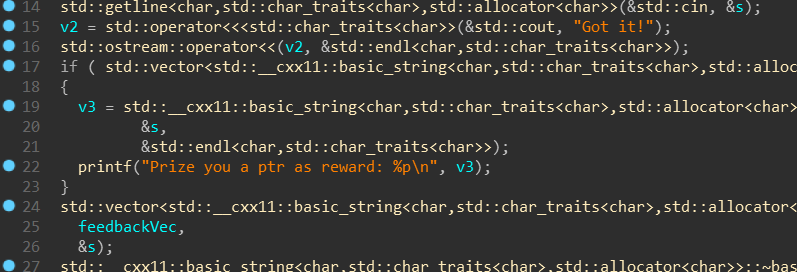 14 std::getline<char,std::char_traits<char>,std::allocator<char>>(&std::cin, &s);
15 v2 = std::operator<<<std::char_traits<char>>(&std::cout, "Got it!");
16 std::ostream::operator<<(v2, &std::endl<char,std::char_traits<char>>);
17 if ( std::vector<std::__cxx11::basic_string<char,std::char_traits<char>,std::alloc
18 {
19 v3 = std::__cxx11::basic_string<char,std::char_traits<char>,std::allocator<char>
20 &s,
21 &std::endl<char,std::char_traits<char>>);
22 printf("Prize you a ptr as reward: %p\n", v3);
23 }
24 std::vector<std::__cxx11::basic_string<char,std::char_traits<char>,std::allocator<
25 feedbackVec,
26 &s);
27 std::__cxx11::basic_string<char,std::char_traits<char>,std::allocator<char>>::~bas